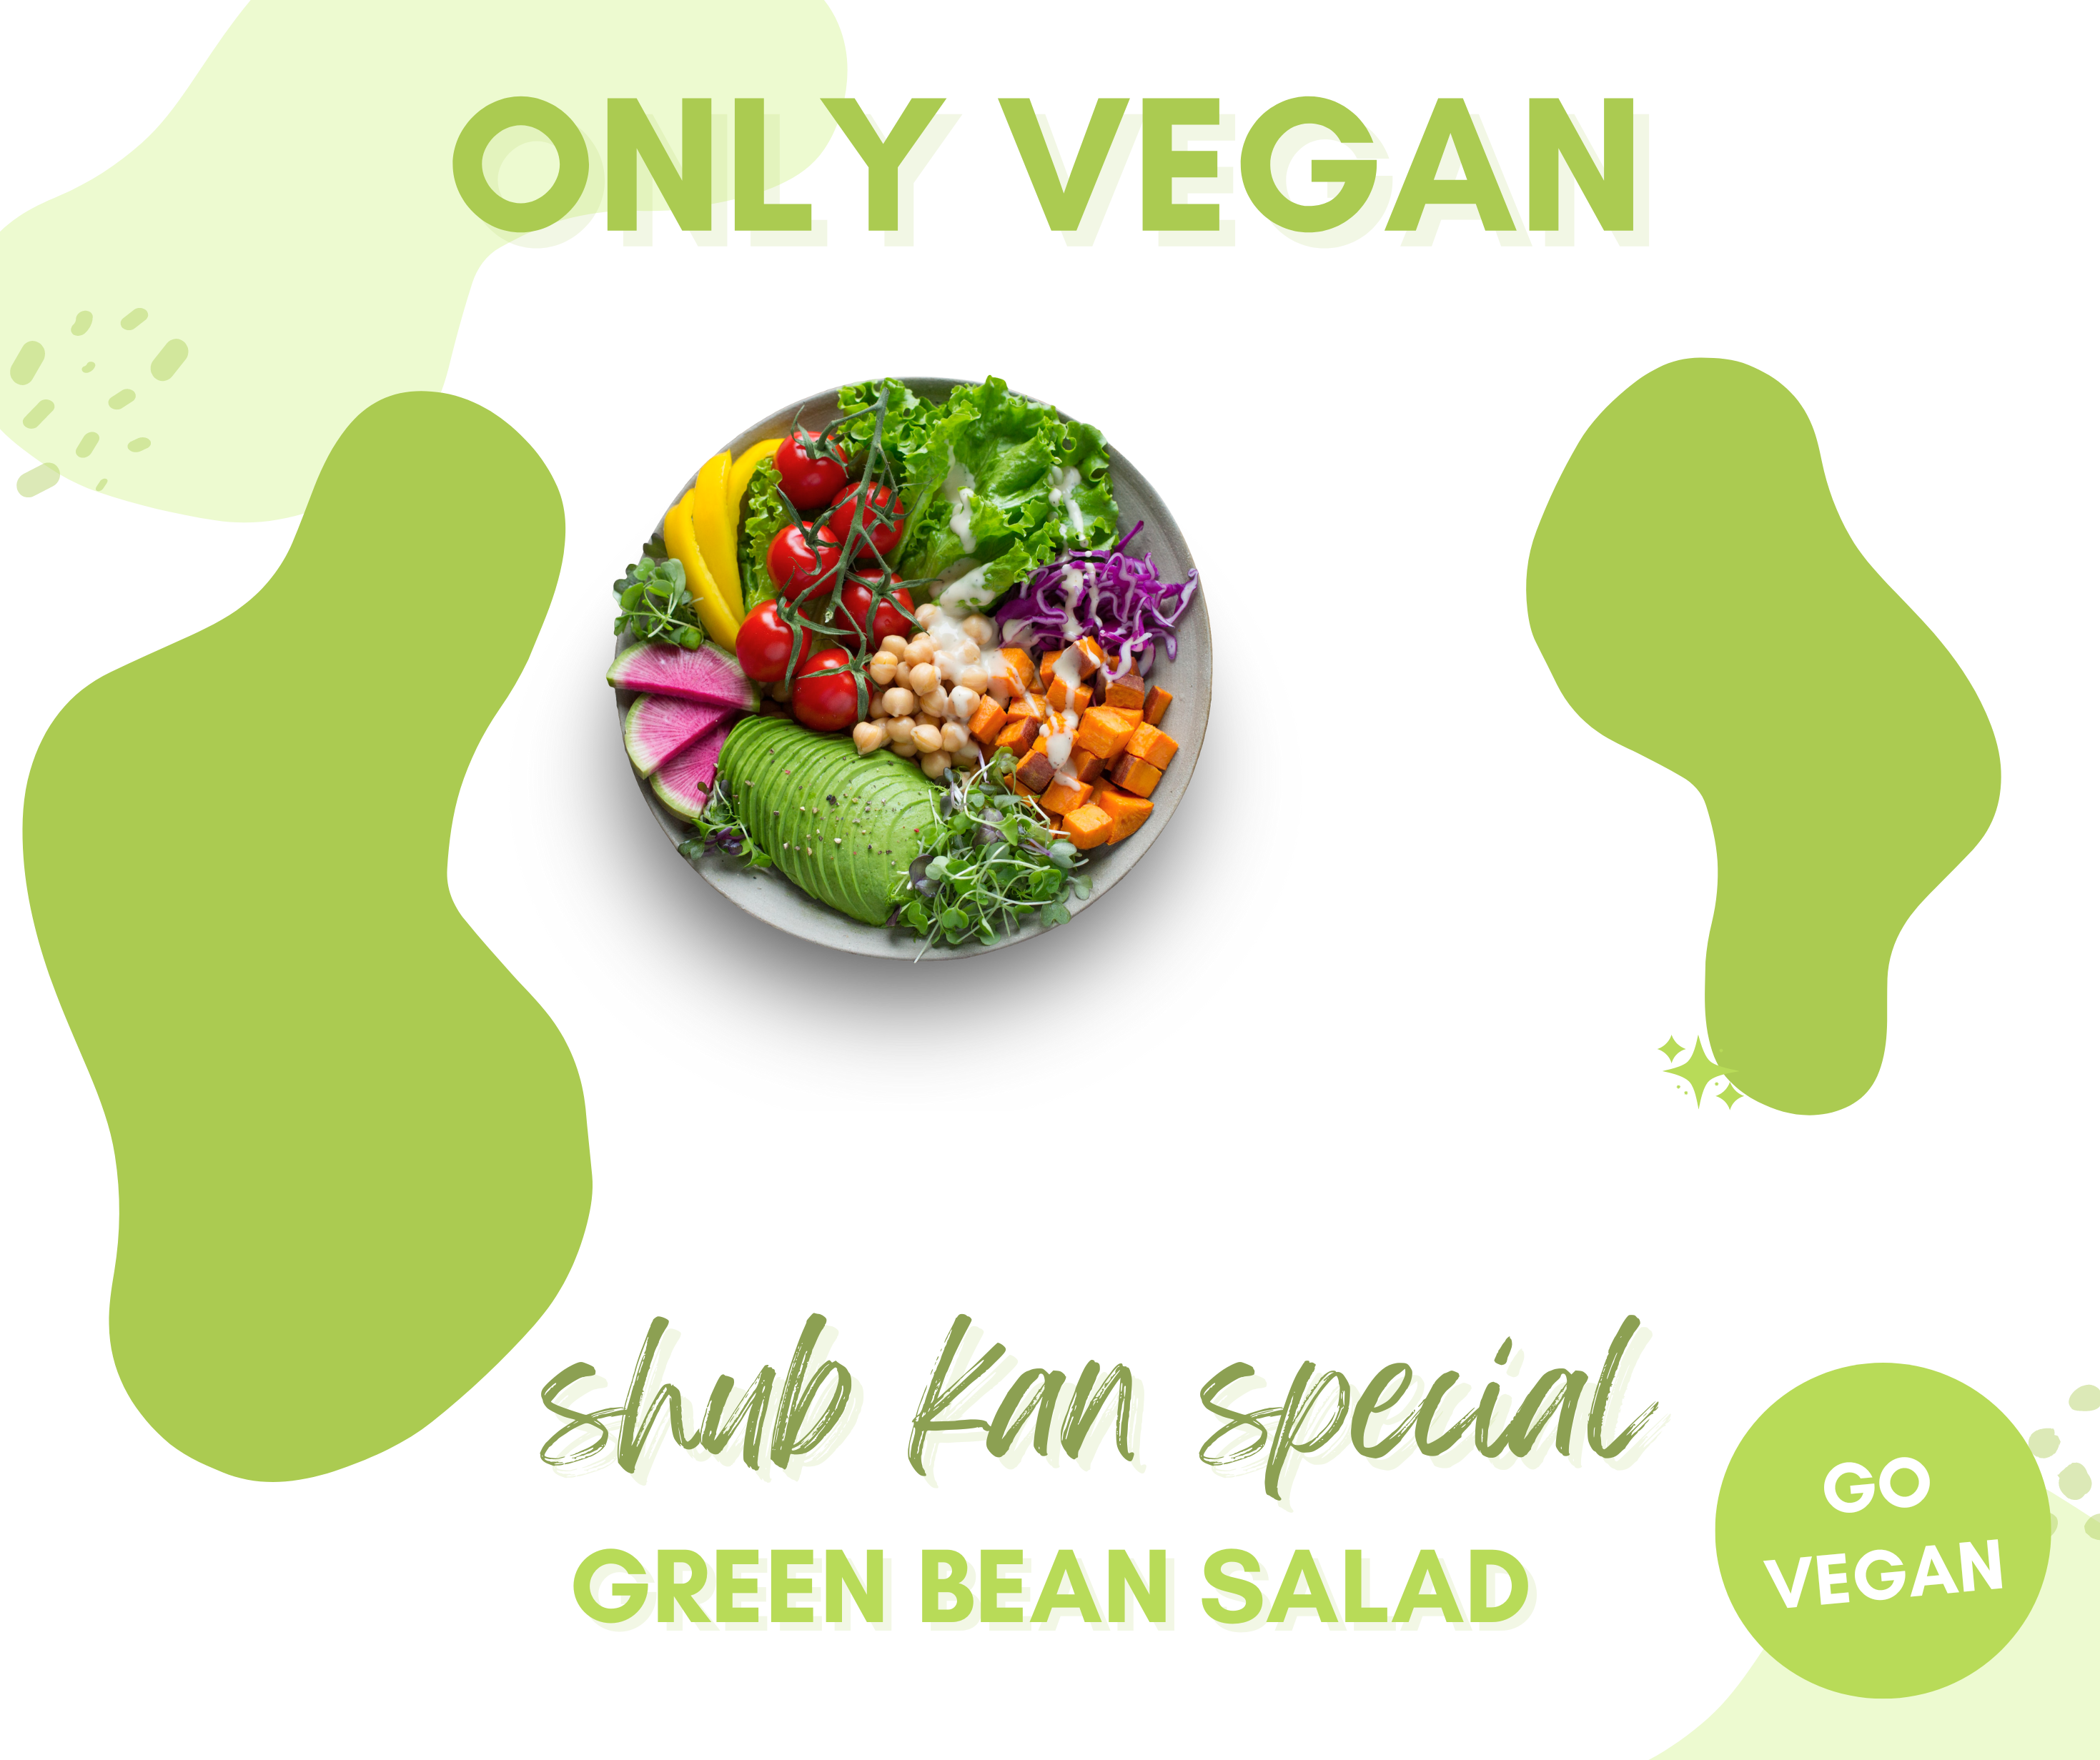 ONLY VEGAN
shub kan special
GREEN BEAN SALAD
GO
VEGAN